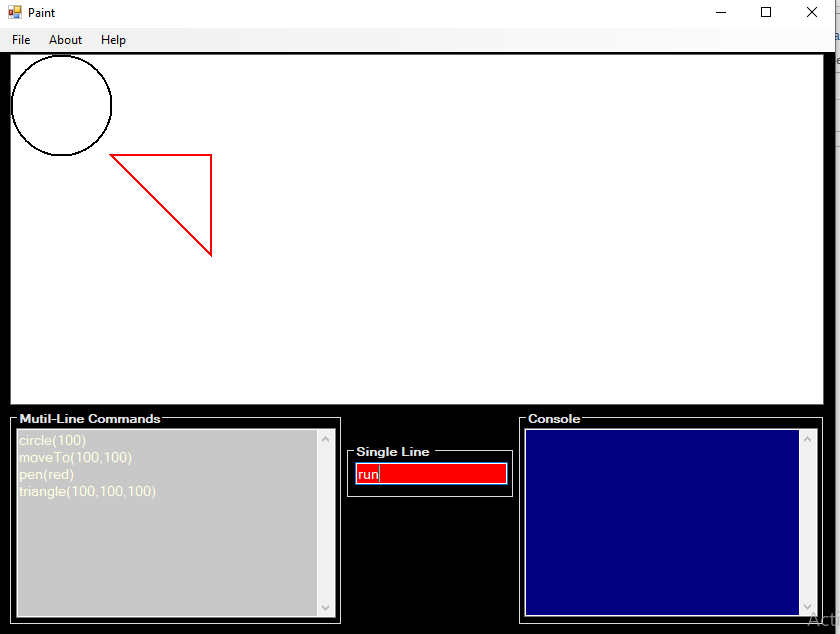 Paint
File About Help
Mutil-Line Commands
circle(100)
moveTo(100,100)
pen(red)
triangle(100,100,100)
Single Line
run
Console
Act